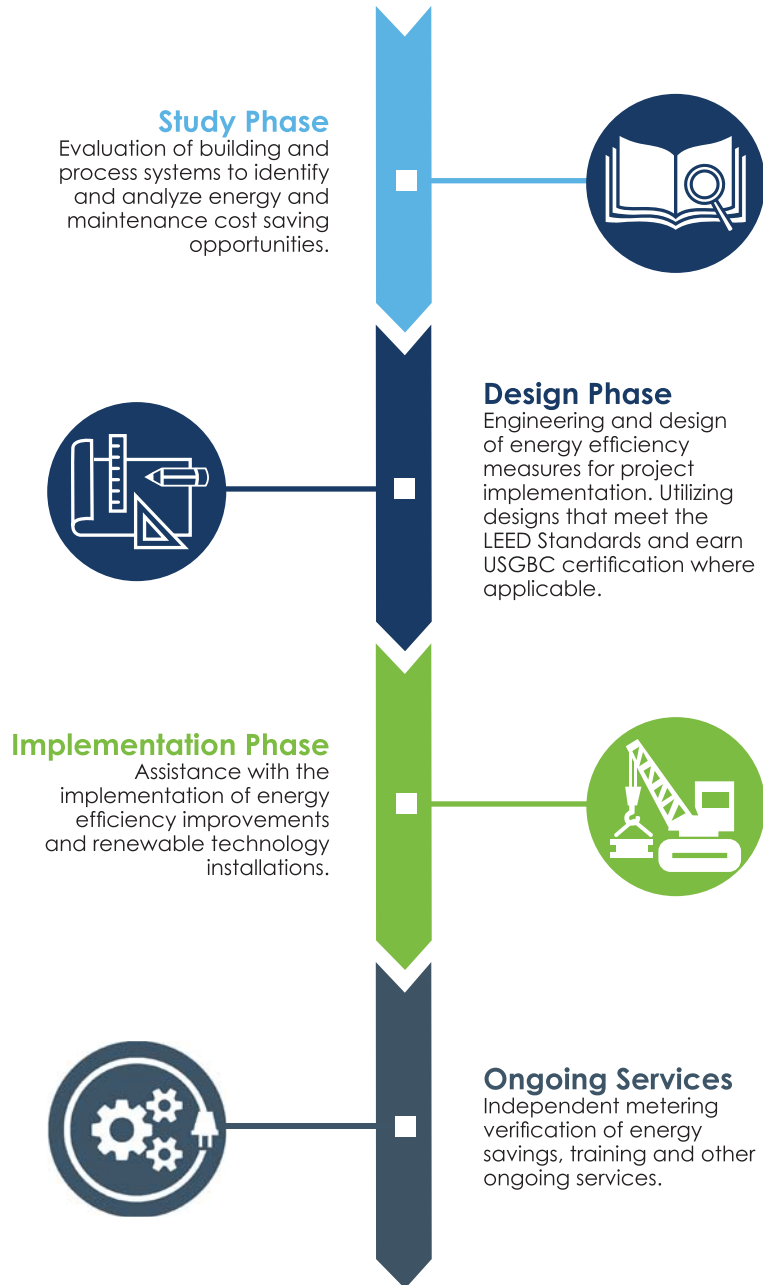 Study Phase
Evaluation of building and
process systems to identify
and analyze energy and
maintenance cost saving
opportunities.
Design Phase
Engineering and design
of energy efficiency
measures for project
implementation. Utilizing
designs that meet the
LEED Standards and earn
USGBC certification where
applicable.
Implementation Phase
Assistance with the
implementation of energy
efficiency improvements
and renewable technology
installations.
Ongoing Services
Independent metering
verification of energy
savings, training and other
ongoing services.